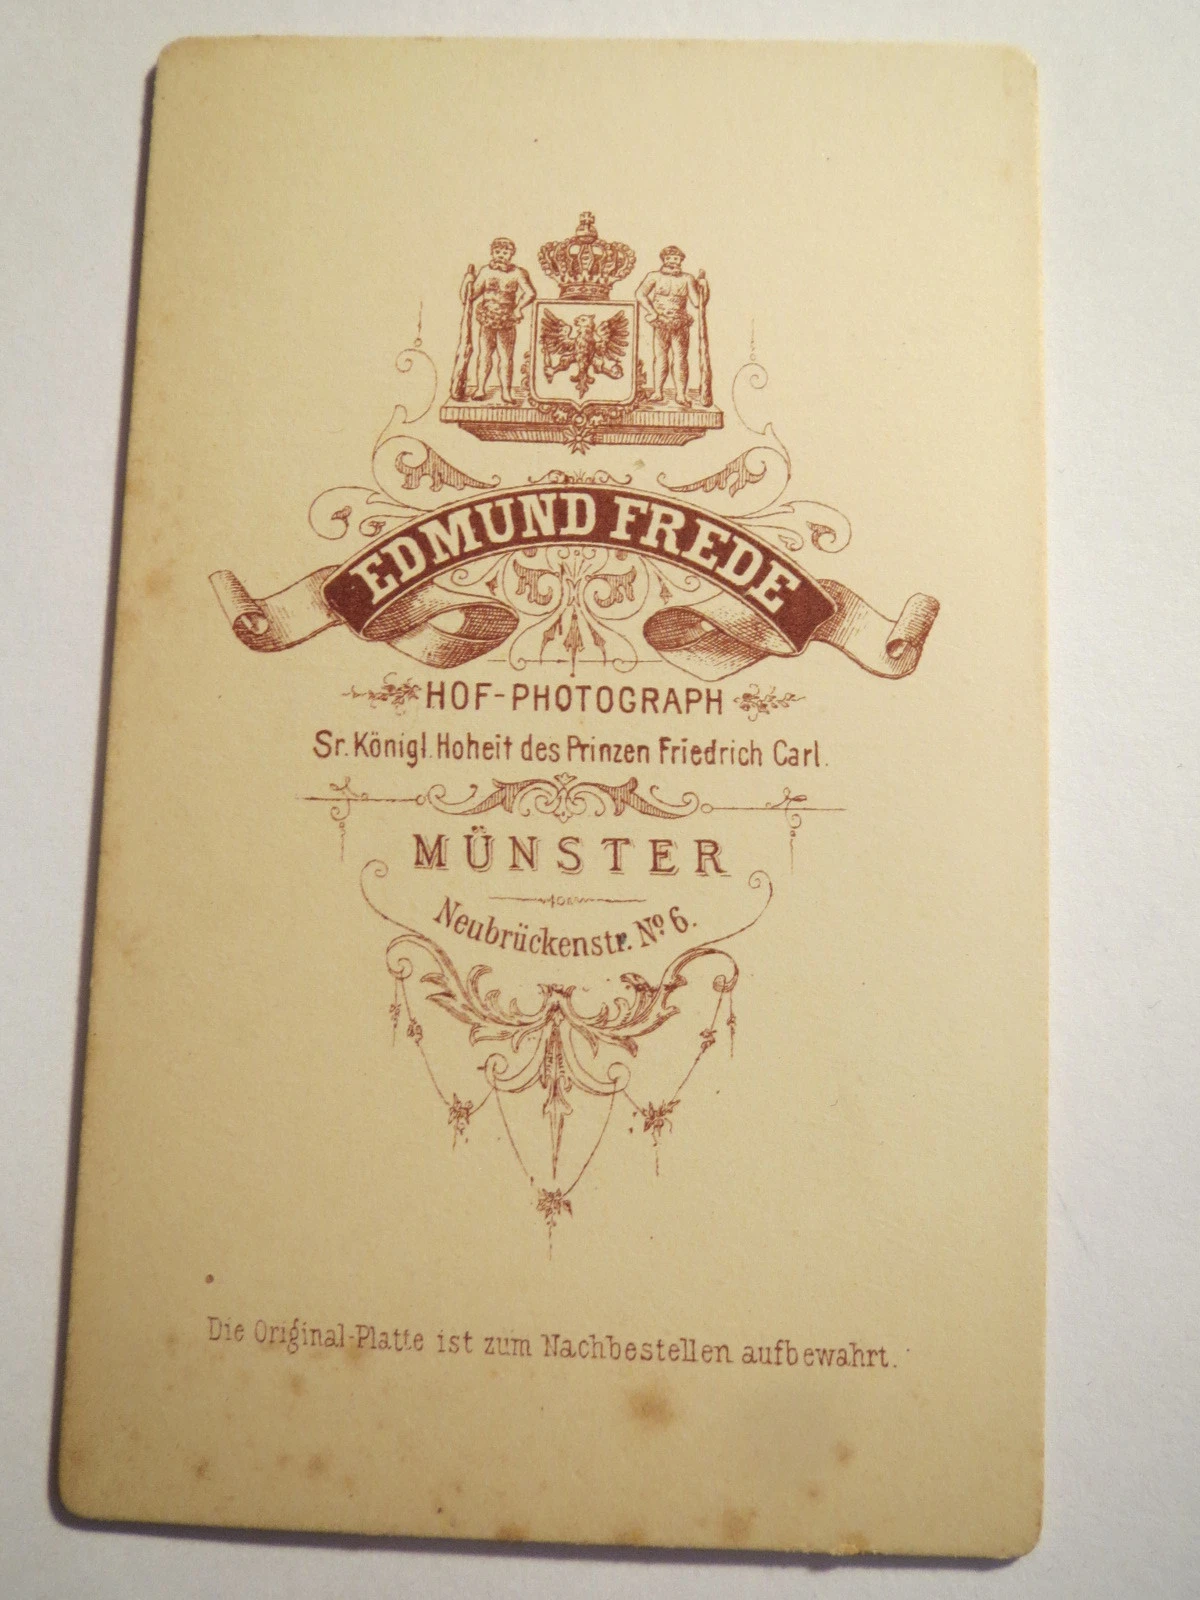 EDMUND FREDE
HOF-PHOTOGRAPH
Sr. Königl. Hoheit des Prinzen Friedrich Carl.
MÜNSTER
Neubrückenstr. No 6.
Die Original-Platte ist zum Nachbestellen aufbewahrt.